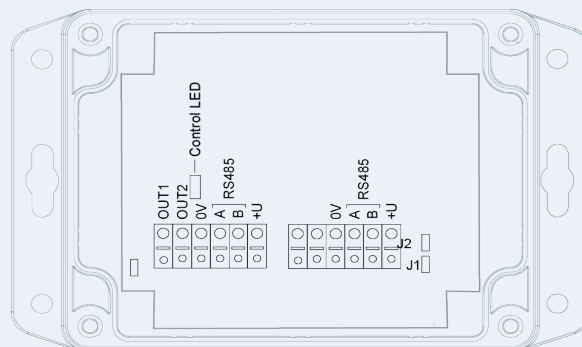 Control LED
OUT1
OUT2
0V
A
B
RS485
+U
0V
A
B
RS485
+U
J2
J1